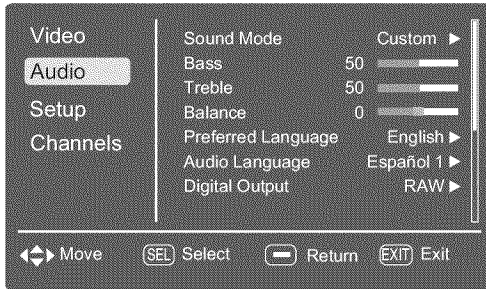 Video
Audio
Setup
Channels
Sound Mode Custom
Bass 50
Treble 50
Balance 0
Preferred Language English
Audio Language Español 1
Digital Output RAW
Move SEL Select Return EXIT Exit